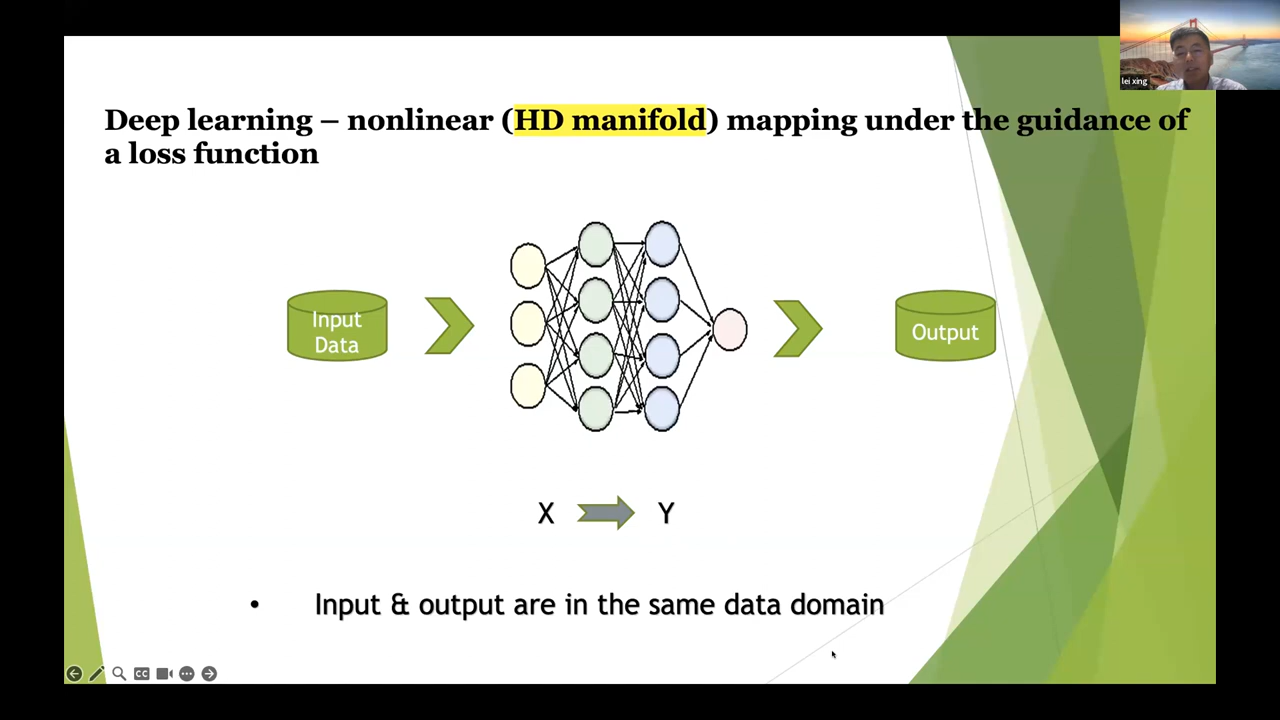 lei xing
Deep learning – nonlinear (HD manifold) mapping under the guidance of
a loss function
Input
Data
Output
X
Y
• Input & output are in the same data domain
CC